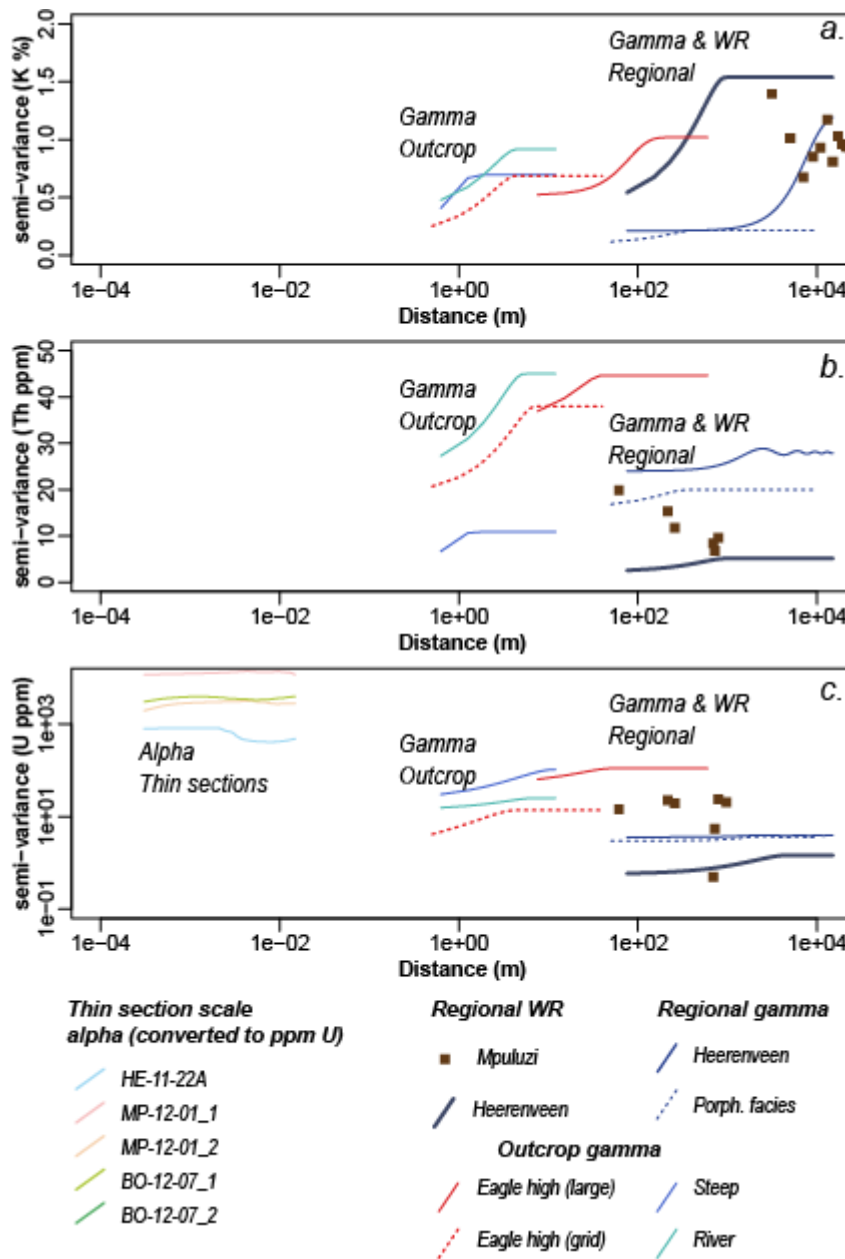 a.
semi-variance (K %)
2.0
1.5
1.0
0.5
0.0
Gamma & WR
Regional
Gamma
Outcrop
1e-04
1e-02
1e+00
1e+02
1e+04
Distance (m)
b.
semi-variance (Th ppm)
50
40
30
20
10
0
Gamma
Outcrop
Gamma & WR
Regional
1e-04
1e-02
1e+00
1e+02
1e+04
Distance (m)
c.
semi-variance (U ppm)
1e+03
1e+01
1e-01
Alpha
Thin sections
Gamma
Outcrop
Gamma & WR
Regional
1e-04
1e-02
1e+00
1e+02
1e+04
Distance (m)
Thin section scale
alpha (converted to ppm U)
HE-11-22A
MP-12-01_1
MP-12-01_2
BO-12-07_1
BO-12-07_2
Regional WR
Mpuluzi
Heerenveen
Regional gamma
Heerenveen
Porph. facies
Outcrop gamma
Eagle high (large)
Eagle high (grid)
Steep
River